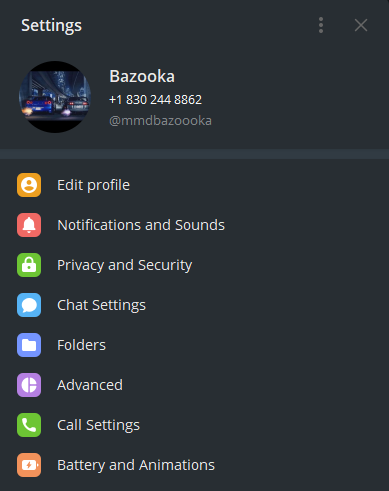 Settings
Bazooka
+1 830 244 8862
@mmdbazoooka
Edit profile
Notifications and Sounds
Privacy and Security
Chat Settings
Folders
Advanced
Call Settings
Battery and Animations